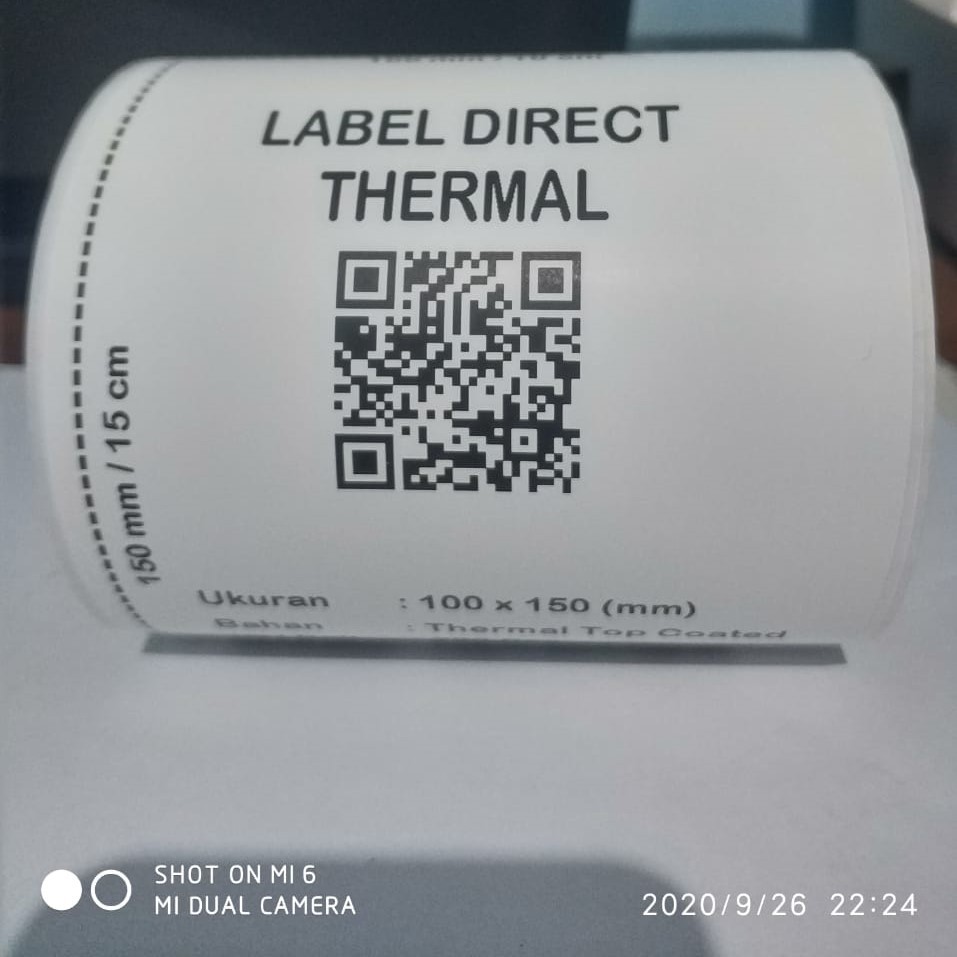 LABEL DIRECT
THERMAL
150 mm / 15 cm
Ukuran : 100 x 150 (mm)
Bahan : Thermal Top Coated
SHOT ON MI 6
MI DUAL CAMERA
2020/9/26 22:24